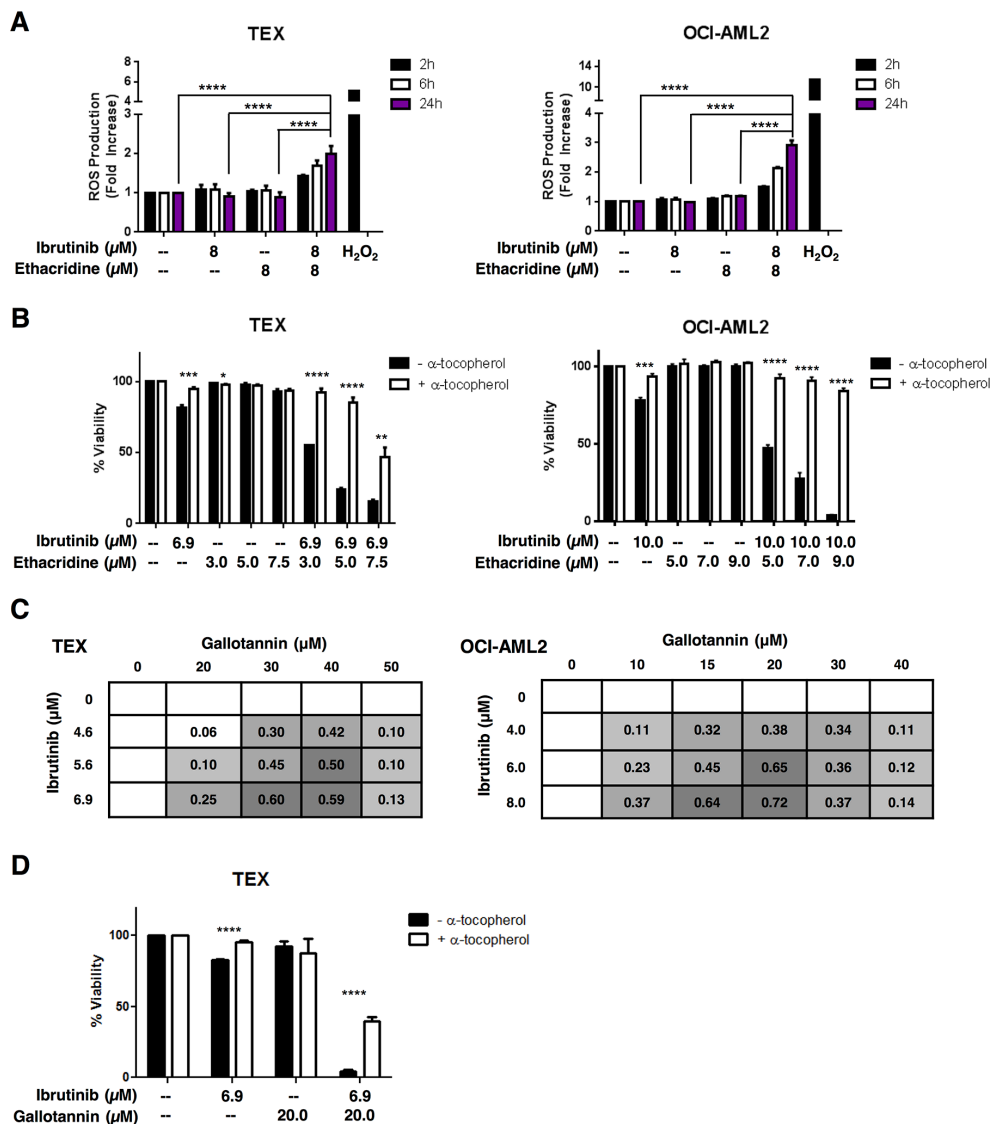 A
TEX
ROS Production
(Fold Increase)
8
6
4
3
2
1
0
****
****
****
2h
6h
24h
Ibrutinib (µM) -- 8 -- 8 H₂O₂
Ethacridine (µM) -- -- 8 8
OCI-AML2
ROS Production
(Fold Increase)
14
10
6
4
3
2
1
0
****
****
****
2h
6h
24h
Ibrutinib (µM) -- 8 -- 8 H₂O₂
Ethacridine (µM) -- -- 8 8
B
TEX
% Viability
100
50
0
*** * **** **** **
- α-tocopherol
+ α-tocopherol
Ibrutinib (µM) -- 6.9 -- -- -- 6.9 6.9 6.9
Ethacridine (µM) -- -- 3.0 5.0 7.5 3.0 5.0 7.5
OCI-AML2
% Viability
100
50
0
*** **** **** ****
- α-tocopherol
+ α-tocopherol
Ibrutinib (µM) -- 10.0 -- -- -- 10.0 10.0 10.0
Ethacridine (µM) -- -- 5.0 7.0 9.0 5.0 7.0 9.0
C
TEX
Gallotannin (µM)
0 20 30 40 50
Ibrutinib (µM)
0
4.6 0.06 0.30 0.42 0.10
5.6 0.10 0.45 0.50 0.10
6.9 0.25 0.60 0.59 0.13
OCI-AML2
Gallotannin (µM)
0 10 15 20 30 40
Ibrutinib (µM)
0
4.0 0.11 0.32 0.38 0.34 0.11
6.0 0.23 0.45 0.65 0.36 0.12
8.0 0.37 0.64 0.72 0.37 0.14
D
TEX
% Viability
100
50
0
**** ****
- α-tocopherol
+ α-tocopherol
Ibrutinib (µM) -- 6.9 -- 6.9
Gallotannin (µM) -- -- 20.0 20.0